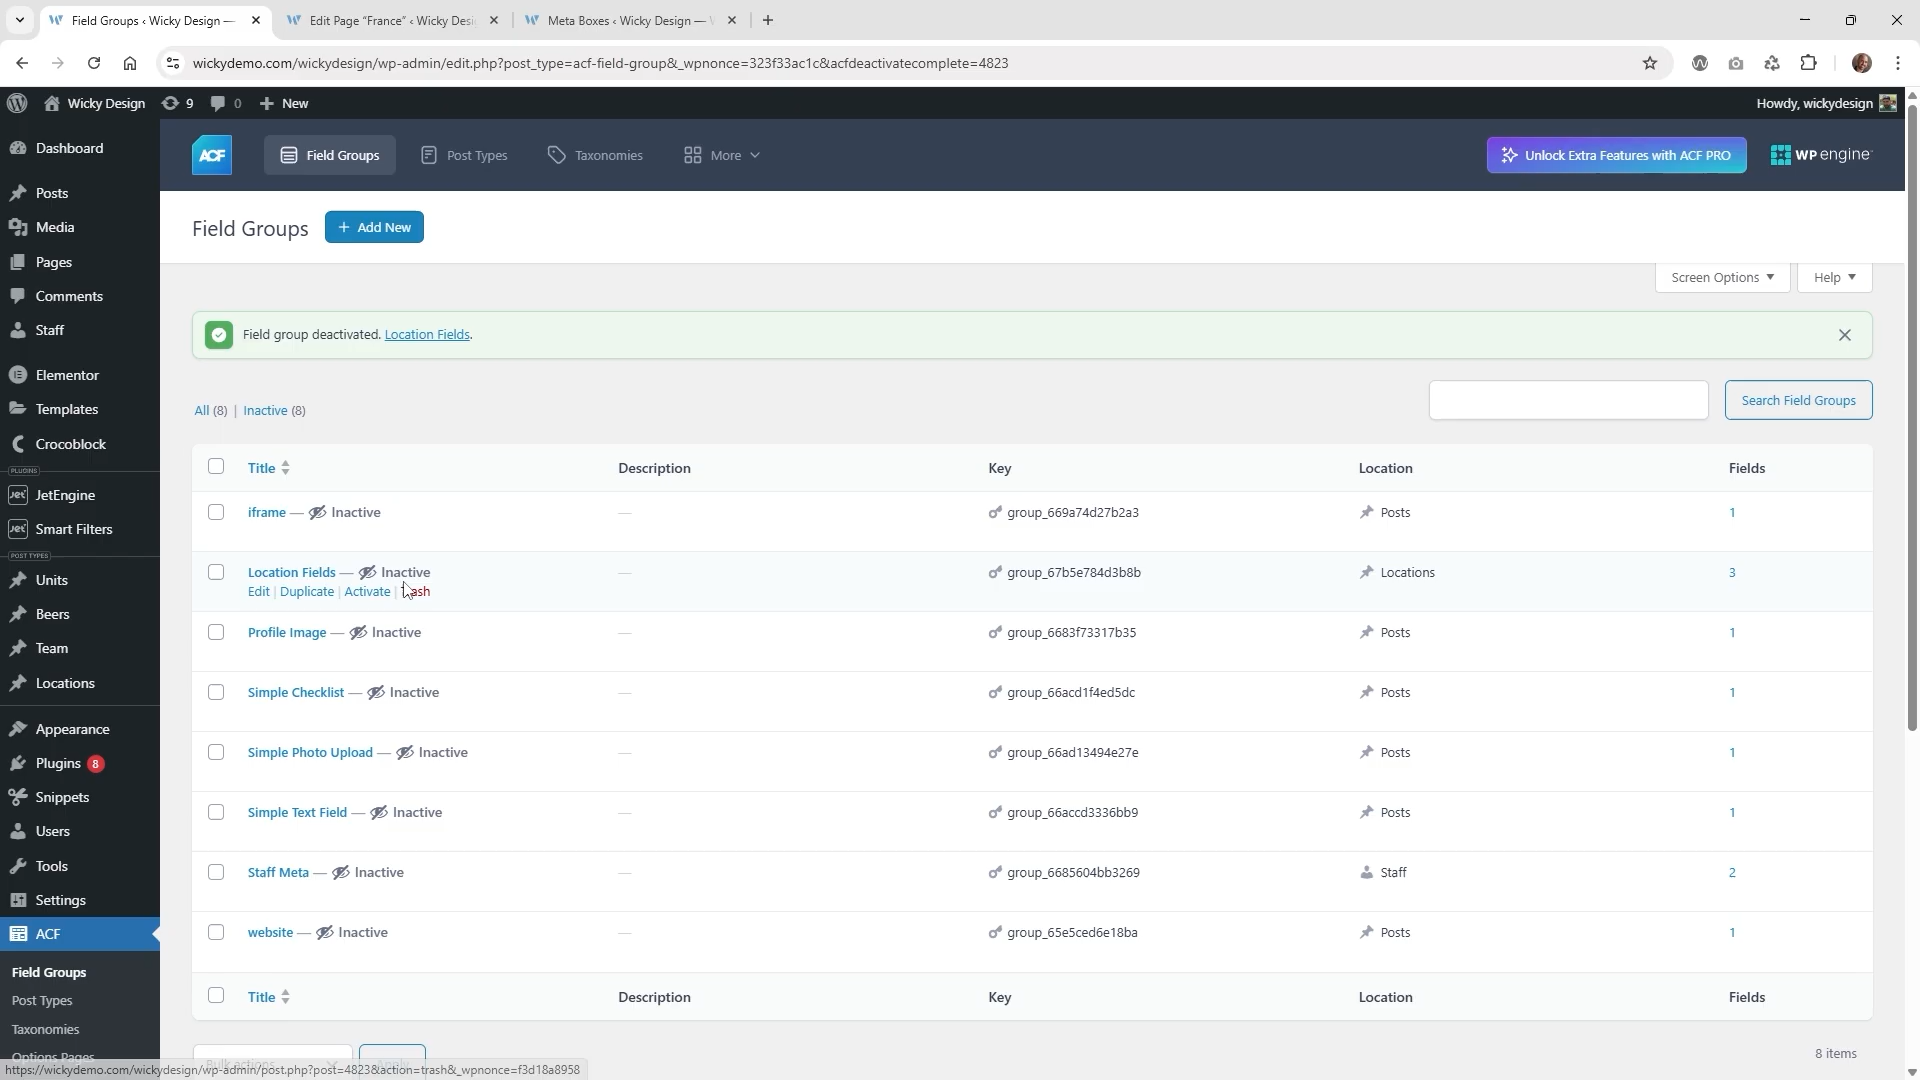 Field Groups ‹ Wicky Design —
Edit Page “France” ‹ Wicky Desi
Meta Boxes ‹ Wicky Design —
wickydemo.com/wickydesign/wp-admin/edit.php?post_type=acf-field-group&_wpnonce=323f33ac1c&acfdeactivatecomplete=4823
Wicky Design 9 0 New
Howdy, wickydesign
Dashboard
Posts
Media
Pages
Comments
Staff
Elementor
Templates
Crocoblock
PLUGINS
JetEngine
Smart Filters
POST TYPES
Units
Beers
Team
Locations
Appearance
Plugins 8
Snippets
Users
Tools
Settings
ACF
Field Groups
Post Types
Taxonomies
Options Pages
ACF Field Groups Post Types Taxonomies More
Unlock Extra Features with ACF PRO
WP engine
Field Groups + Add New
Screen Options Help
Field group deactivated. Location Fields.
All (8) | Inactive (8)
Search Field Groups
Title Description Key Location Fields
iframe — Inactive — group_669a74d27b2a3 Posts 1
Location Fields — Inactive — group_67b5e784d3b8b Locations 3
Edit | Duplicate | Activate | Trash
Profile Image — Inactive — group_6683f73317b35 Posts 1
Simple Checklist — Inactive — group_66acd1f4ed5dc Posts 1
Simple Photo Upload — Inactive — group_66ad13494e27e Posts 1
Simple Text Field — Inactive — group_66accd3336bb9 Posts 1
Staff Meta — Inactive — group_6685604bb3269 Staff 2
website — Inactive — group_65e5ced6e18ba Posts 1
Title Description Key Location Fields
Bulk actions Apply
8 items
https://wickydemo.com/wickydesign/wp-admin/post.php?post=4823&action=trash&_wpnonce=f3d18a8958